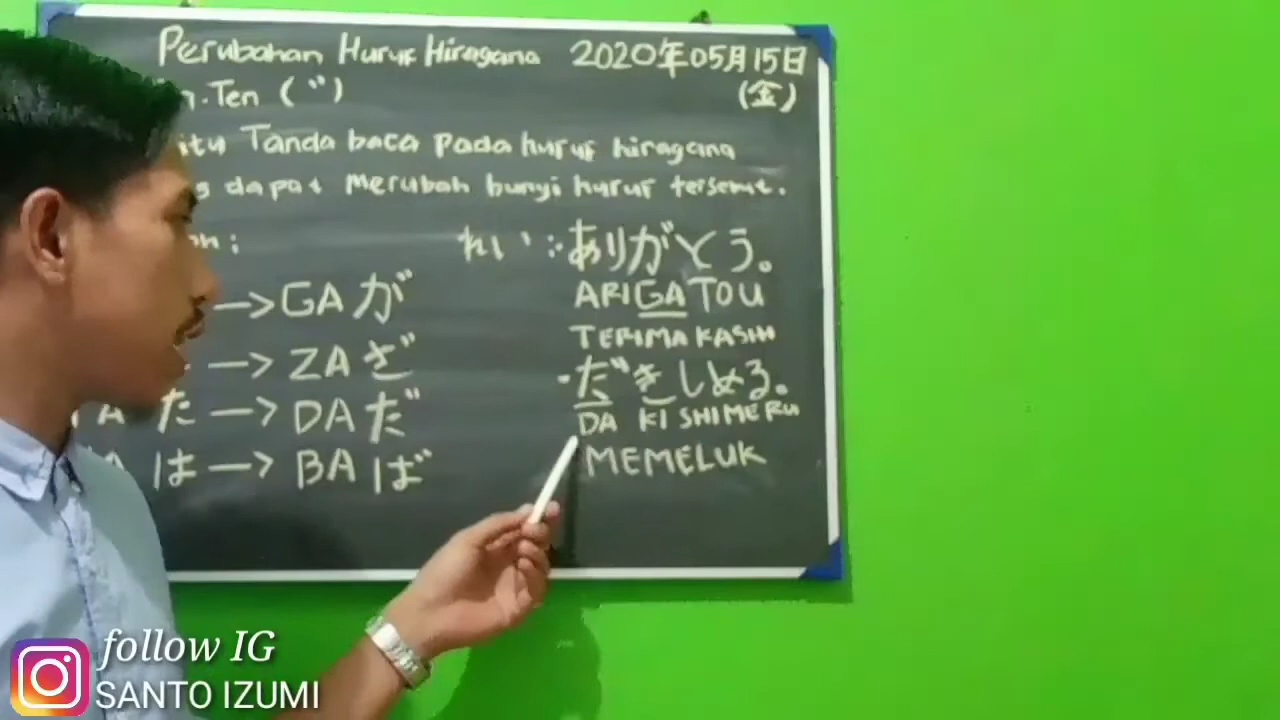 Perubahan Huruf Hiragana 2020年05月15日
Ten (゛) (金)
itu Tanda baca pada huruf hiragana
dapat Merubah bunyi huruf tersebut.
れい : ありがとう。
→ GA が
ARIGATOU
TERIMA KASIH
→ ZA ざ
- だきしめる。
た → DA だ
DA KI SHIMERU
は → BA ば
MEMELUK
follow IG
SANTO IZUMI